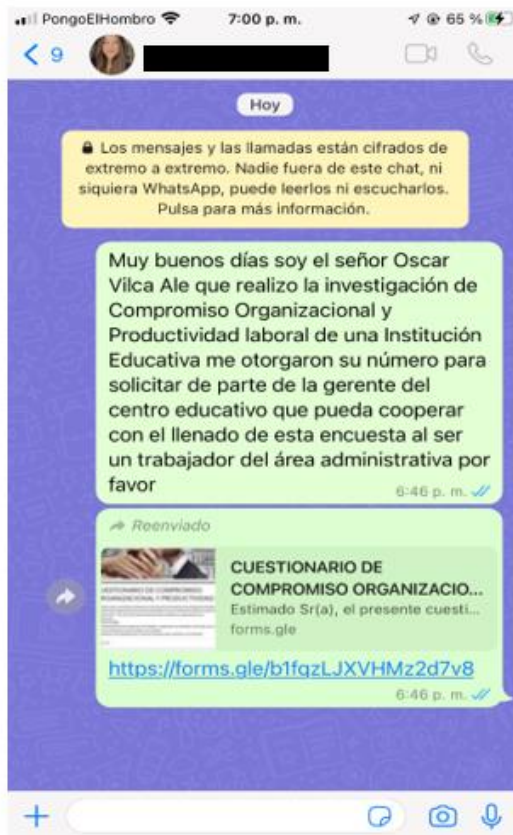 PongoElHombro 7:00 p. m. 65 %
9
Hoy
Los mensajes y las llamadas están cifrados de
extremo a extremo. Nadie fuera de este chat, ni
siquiera WhatsApp, puede leerlos ni escucharlos.
Pulsa para más información.
Muy buenos días soy el señor Oscar
Vilca Ale que realizo la investigación de
Compromiso Organizacional y
Productividad laboral de una Institución
Educativa me otorgaron su número para
solicitar de parte de la gerente del
centro educativo que pueda cooperar
con el llenado de esta encuesta al ser
un trabajador del área administrativa por
favor
6:46 p. m.
Reenviado
CUESTIONARIO DE
COMPROMISO ORGANIZACIO...
Estimado Sr(a), el presente cuesti...
forms.gle
https://forms.gle/b1fqzLJXVHMz2d7v8
6:46 p. m.